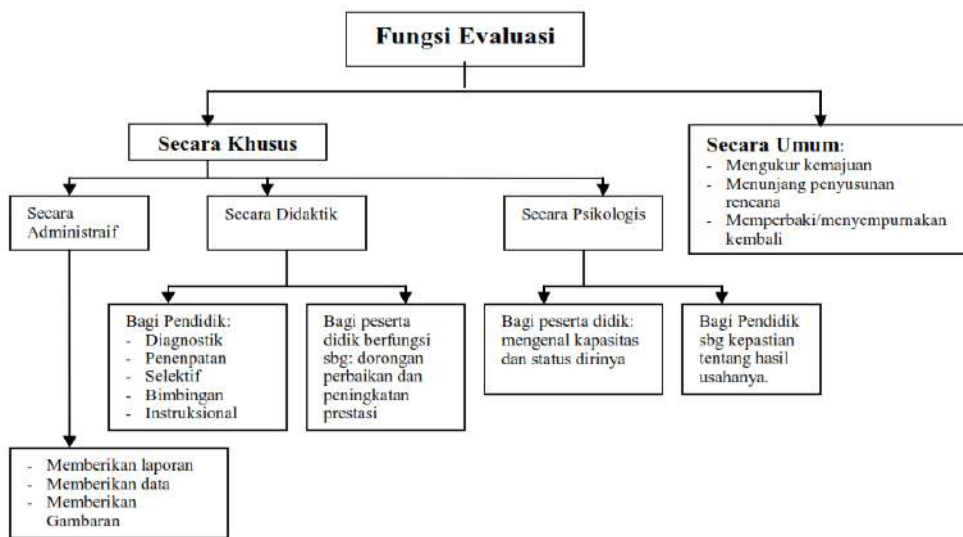 Fungsi Evaluasi
Secara Khusus
Secara Umum:
- Mengukur kemajuan
- Menunjang penyusunan
rencana
- Memperbaki/menyempurnakan
kembali
Secara
Administraif
Secara Didaktik
Secara Psikologis
Bagi Pendidik:
- Diagnostik
- Penenpatan
- Selektif
- Bimbingan
- Instruksional
Bagi peserta
didik berfungsi
sbg: dorongan
perbaikan dan
peningkatan
prestasi
Bagi peserta didik:
mengenal kapasitas
dan status dirinya
Bagi Pendidik
sbg kepastian
tentang hasil
usahanya.
- Memberikan laporan
- Memberikan data
- Memberikan
Gambaran